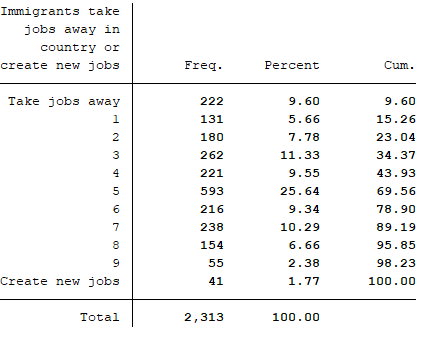 Immigrants take
jobs away in
country or
create new jobs Freq. Percent Cum.
Take jobs away 222 9.60 9.60
1 131 5.66 15.26
2 180 7.78 23.04
3 262 11.33 34.37
4 221 9.55 43.93
5 593 25.64 69.56
6 216 9.34 78.90
7 238 10.29 89.19
8 154 6.66 95.85
9 55 2.38 98.23
Create new jobs 41 1.77 100.00
Total 2,313 100.00